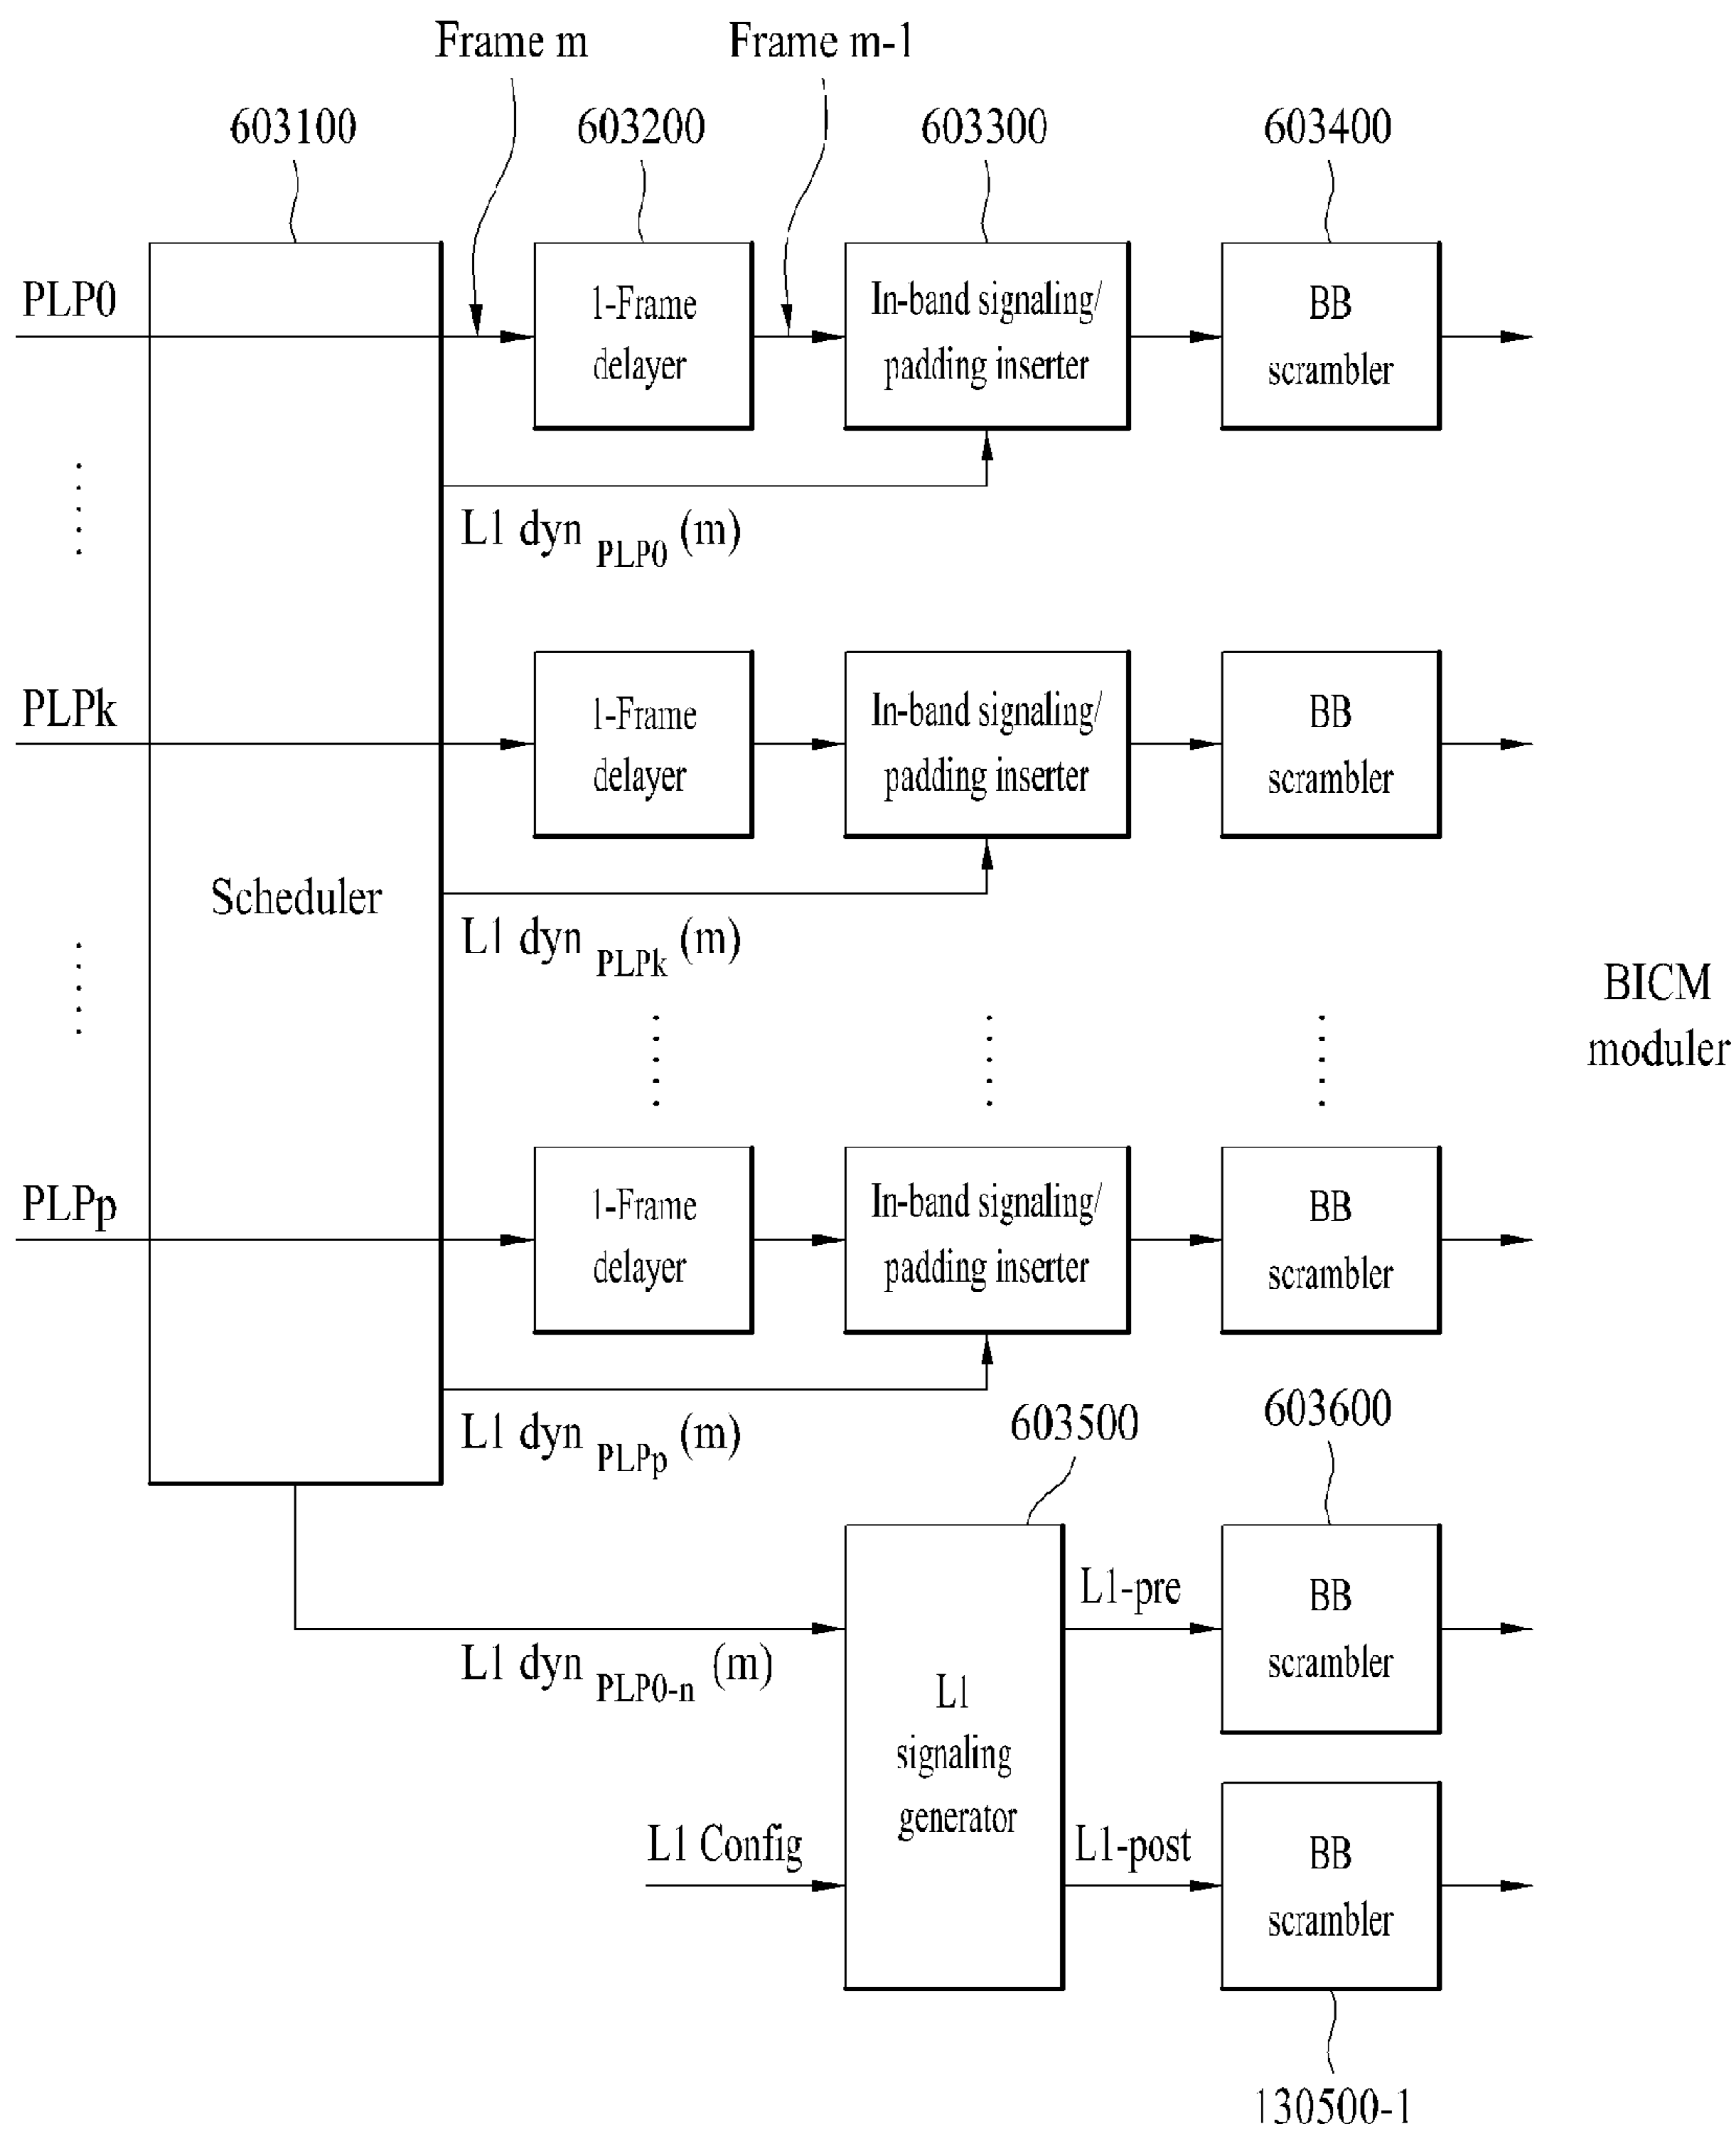 Frame m
Frame m-1
603100
603200
603300
603400
PLP0
1-Frame
delayer
In-band signaling/
padding inserter
BB
scrambler
L1 dyn PLP0 (m)
PLPk
1-Frame
delayer
In-band signaling/
padding inserter
BB
scrambler
Scheduler
L1 dyn PLPk (m)
BICM
moduler
PLPp
1-Frame
delayer
In-band signaling/
padding inserter
BB
scrambler
L1 dyn PLPp (m)
603500
603600
L1 dyn PLP0-n (m)
L1
signaling
generator
L1-pre
BB
scrambler
L1 Config
L1-post
BB
scrambler
130500-1